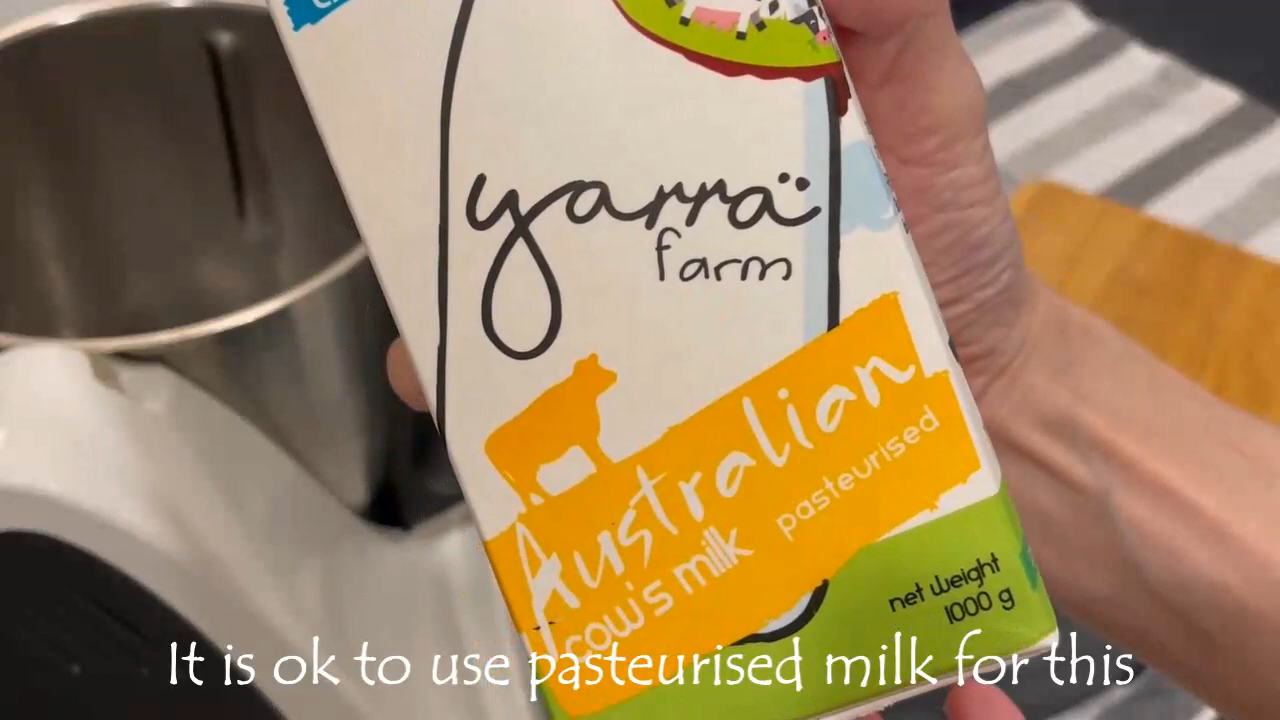 yarra
farm
Australian
cow's milk pasteurised
net weight
1000 g
It is ok to use pasteurised milk for this